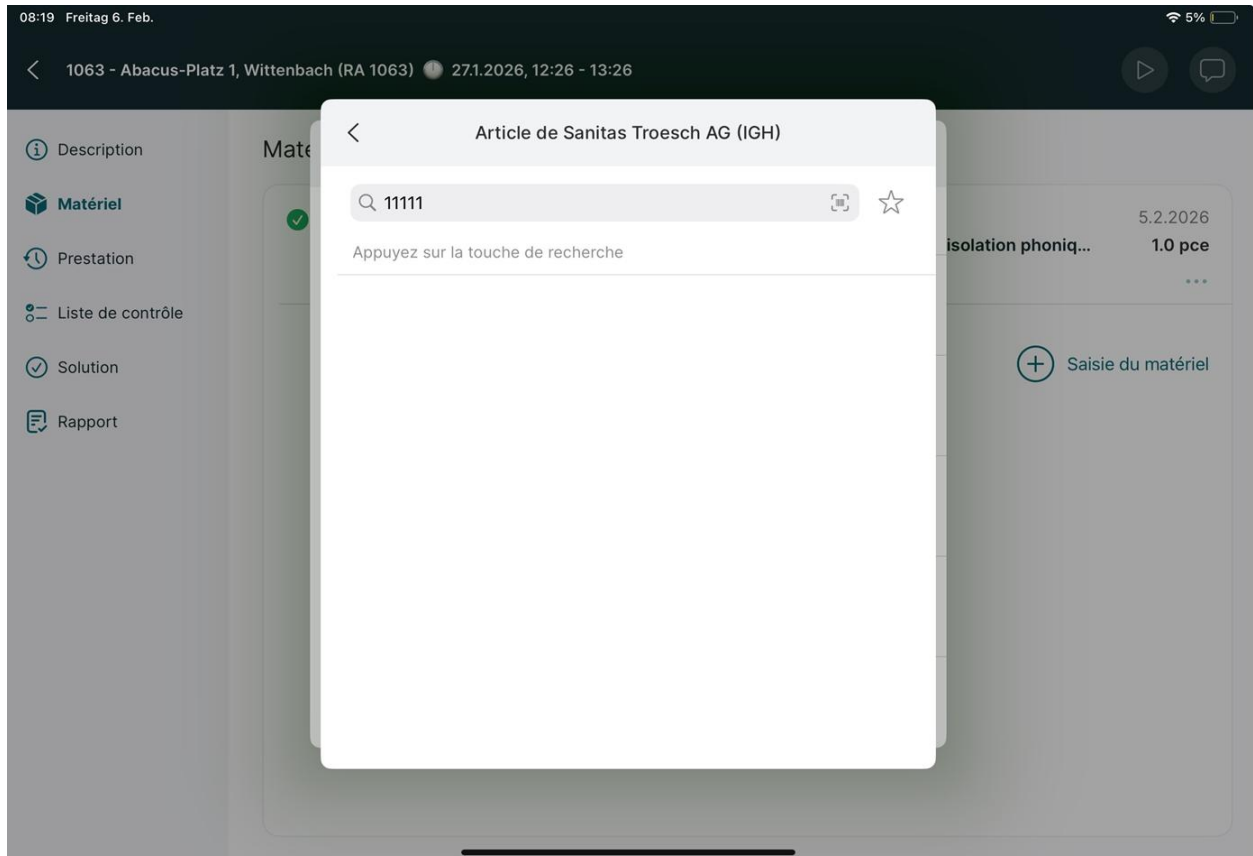 08:19 Freitag 6. Feb.
5%
1063 - Abacus-Platz 1, Wittenbach (RA 1063) 27.1.2026, 12:26 - 13:26
Article de Sanitas Troesch AG (IGH)
Description
Matériel
Prestation
Liste de contrôle
Solution
Rapport
Mate
11111
Appuyez sur la touche de recherche
5.2.2026
isolation phoniq... 1.0 pce
Saisie du matériel